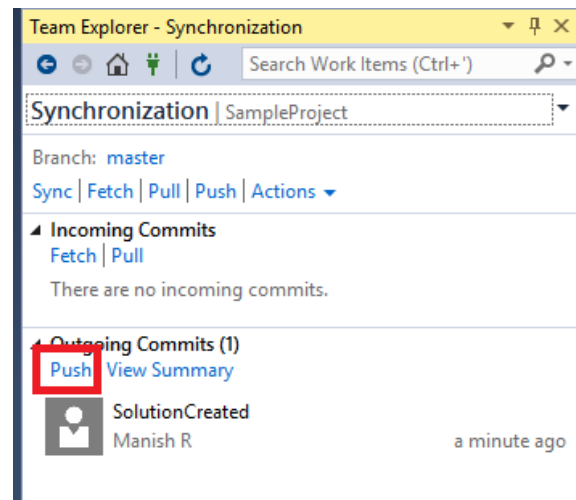 Team Explorer - Synchronization
Search Work Items (Ctrl+')
Synchronization | SampleProject
Branch: master
Sync | Fetch | Pull | Push | Actions
Incoming Commits
Fetch | Pull
There are no incoming commits.
Outgoing Commits (1)
Push | View Summary
SolutionCreated
Manish R a minute ago